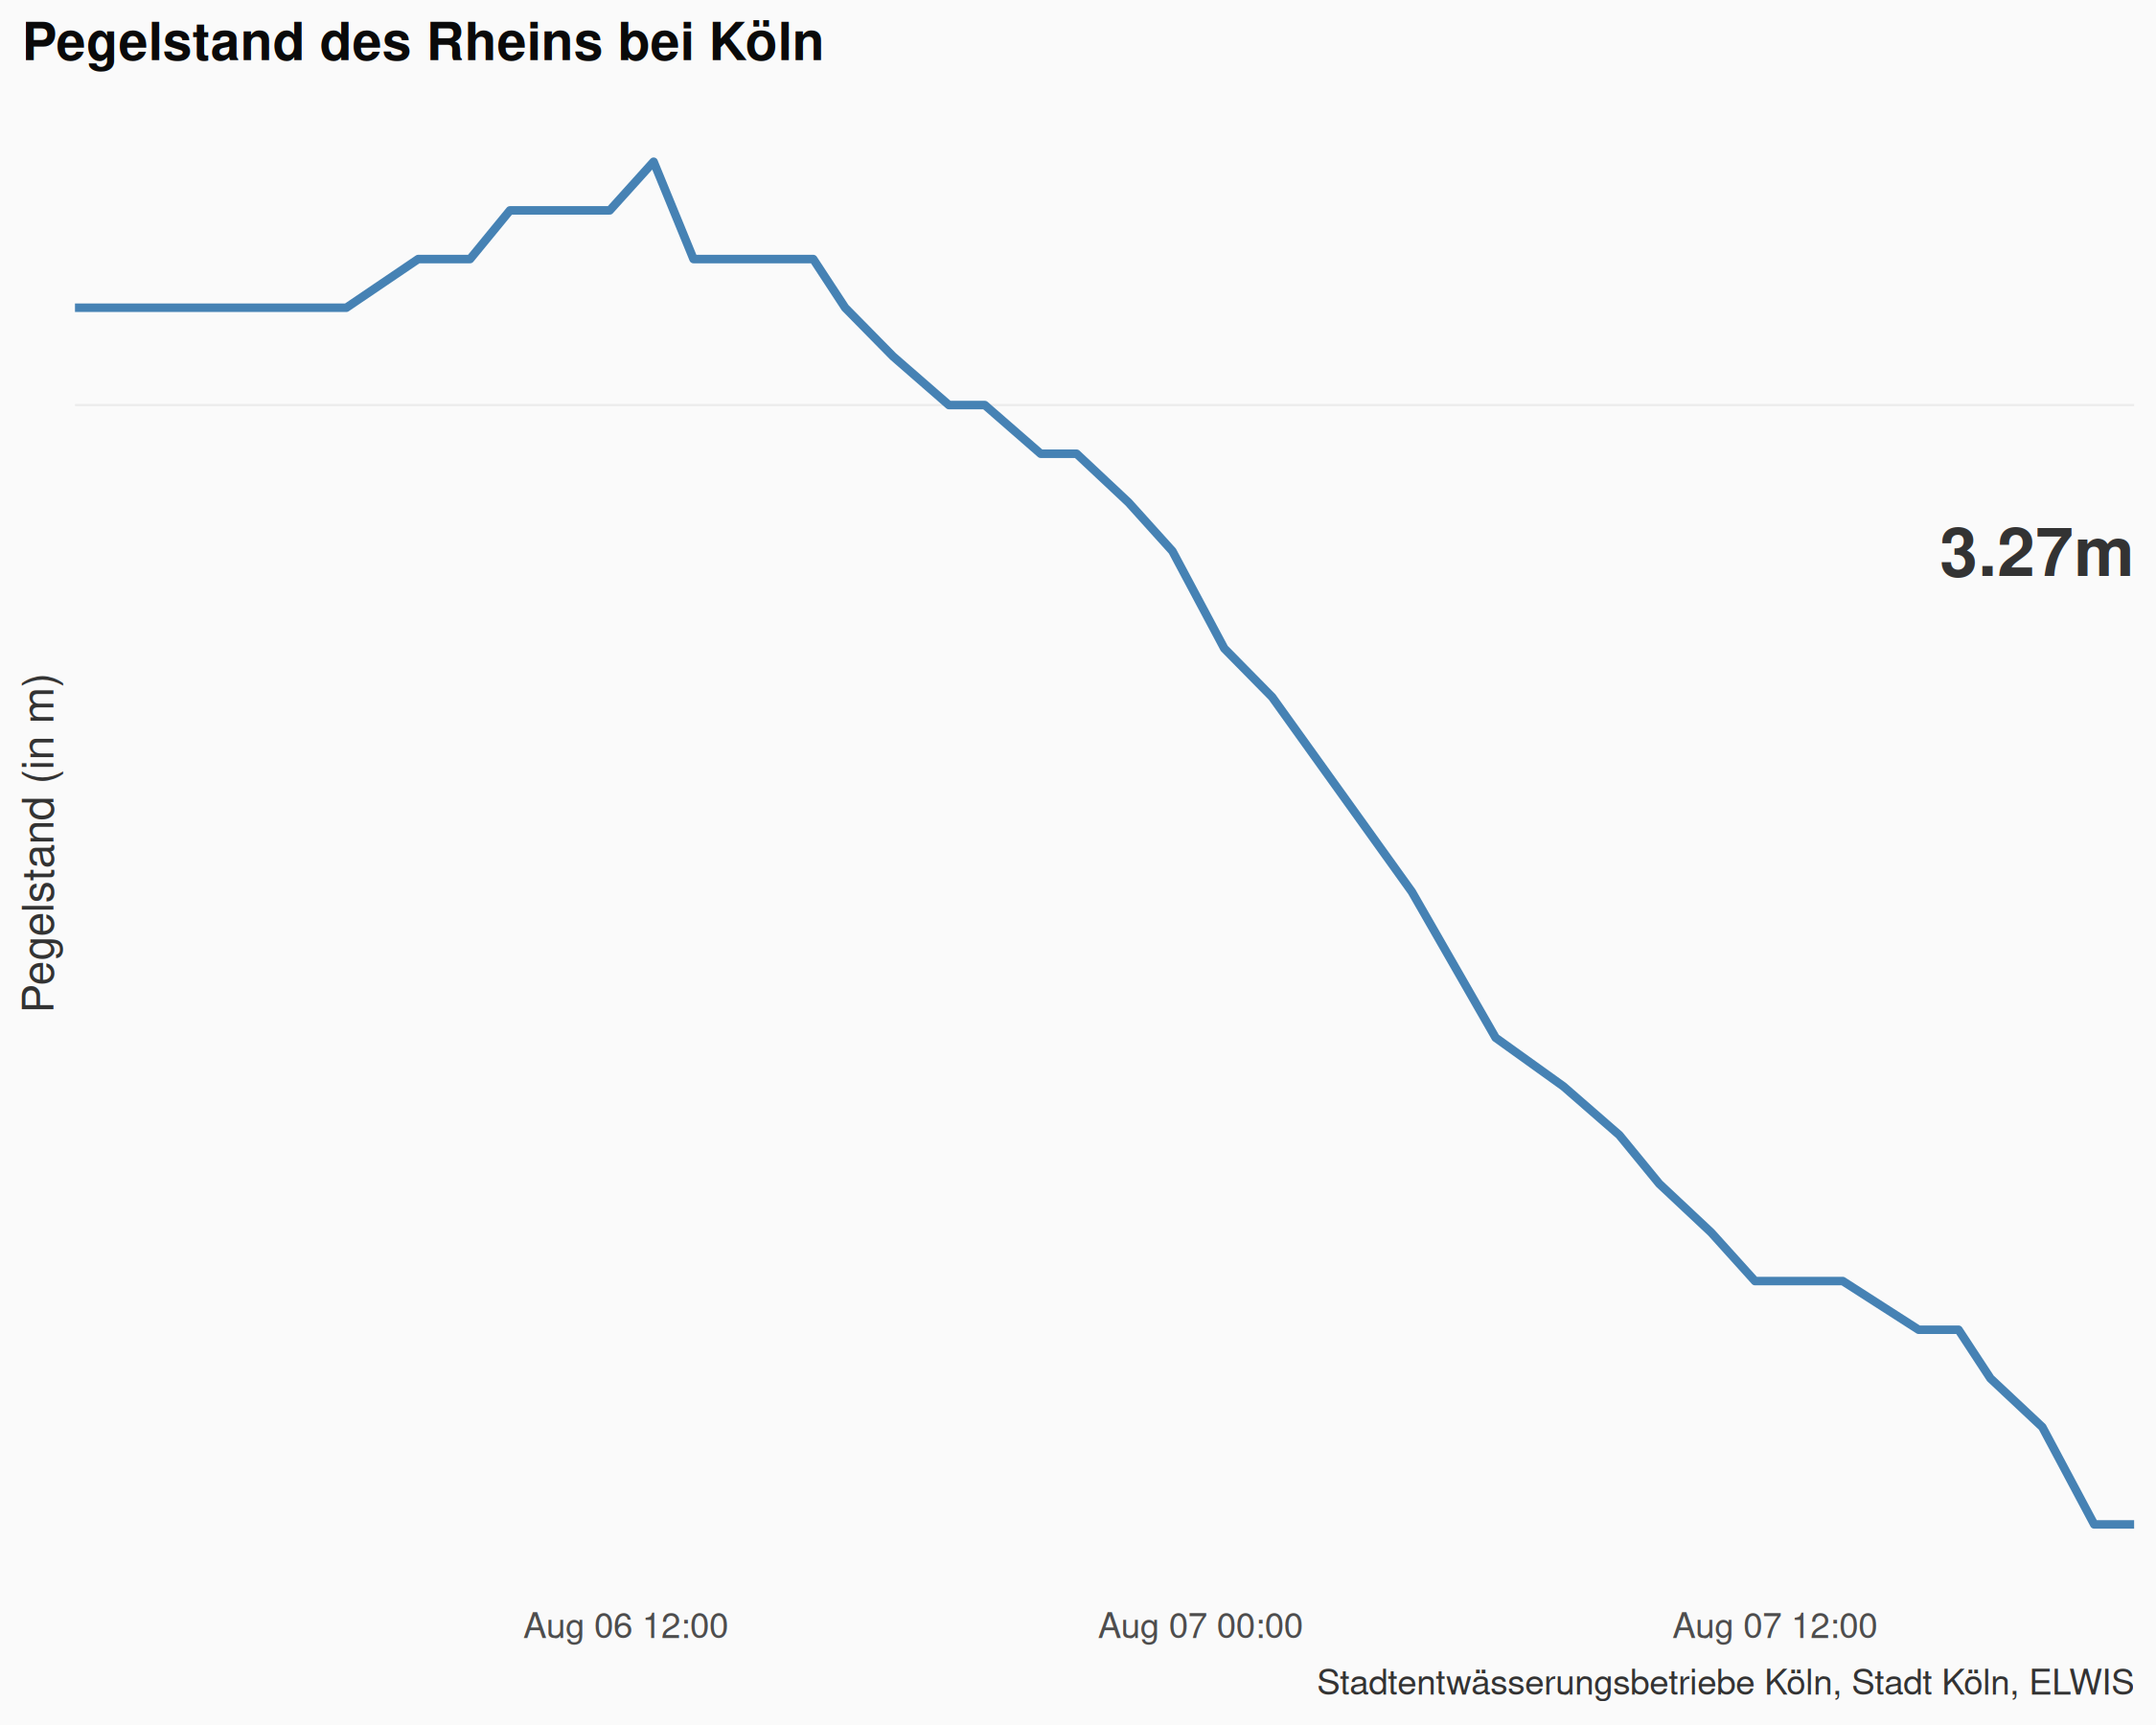 Pegelstand des Rheins bei Köln
3.27m
Pegelstand (in m)
Aug 06 12:00
Aug 07 00:00
Aug 07 12:00
Stadtentwässerungsbetriebe Köln, Stadt Köln, ELWIS